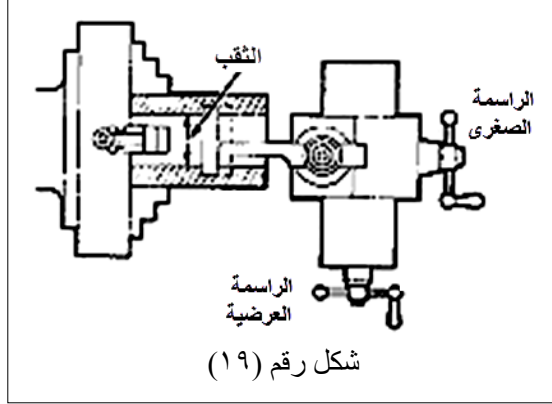 الثقب
الراسمة
الصغرى
الراسمة
العرضية
شكل رقم (١٩)